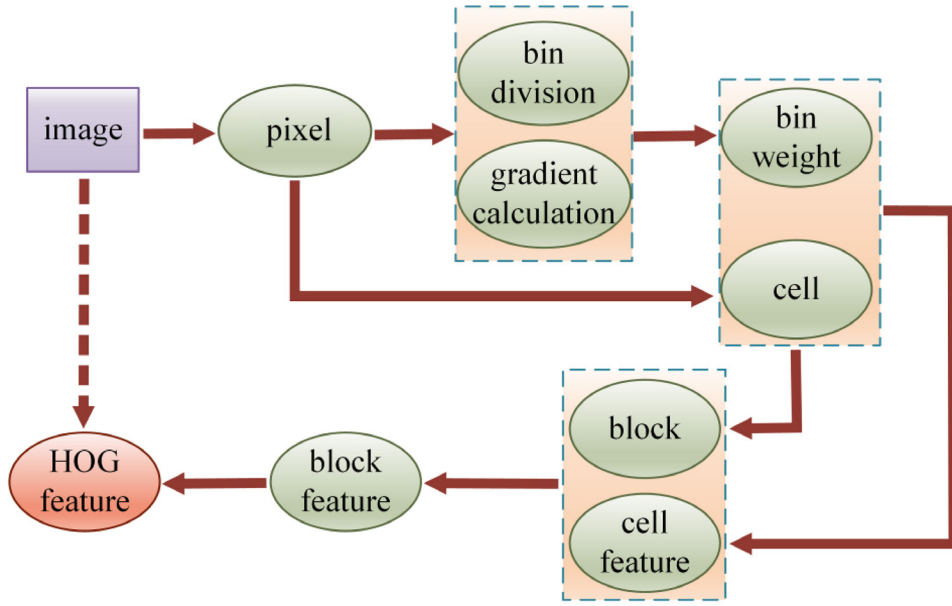 image
pixel
bin
division
gradient
calculation
bin
weight
cell
block
cell
feature
block
feature
HOG
feature